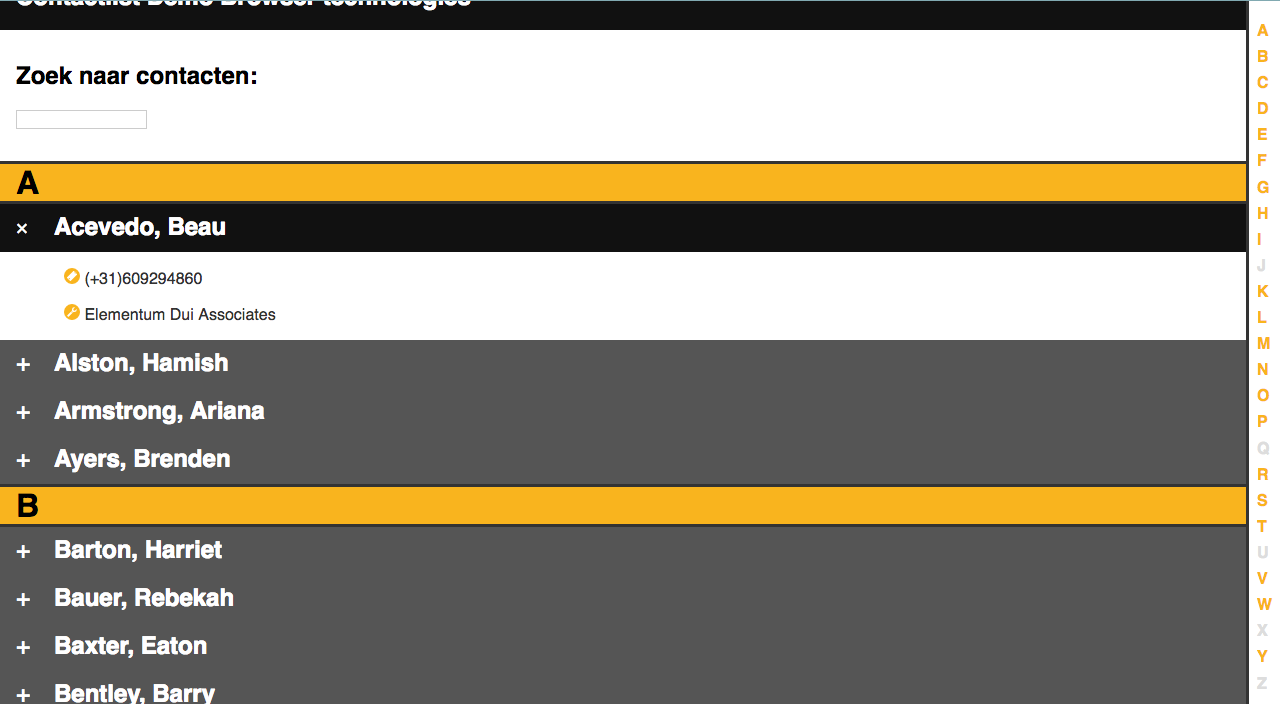 Contactlist Demo Browser technologies
Zoek naar contacten:
A
× Acevedo, Beau
(+31)609294860
Elementum Dui Associates
+ Alston, Hamish
+ Armstrong, Ariana
+ Ayers, Brenden
B
+ Barton, Harriet
+ Bauer, Rebekah
+ Baxter, Eaton
+ Bentley, Barry
A
B
C
D
E
F
G
H
I
J
K
L
M
N
O
P
Q
R
S
T
U
V
W
X
Y
Z